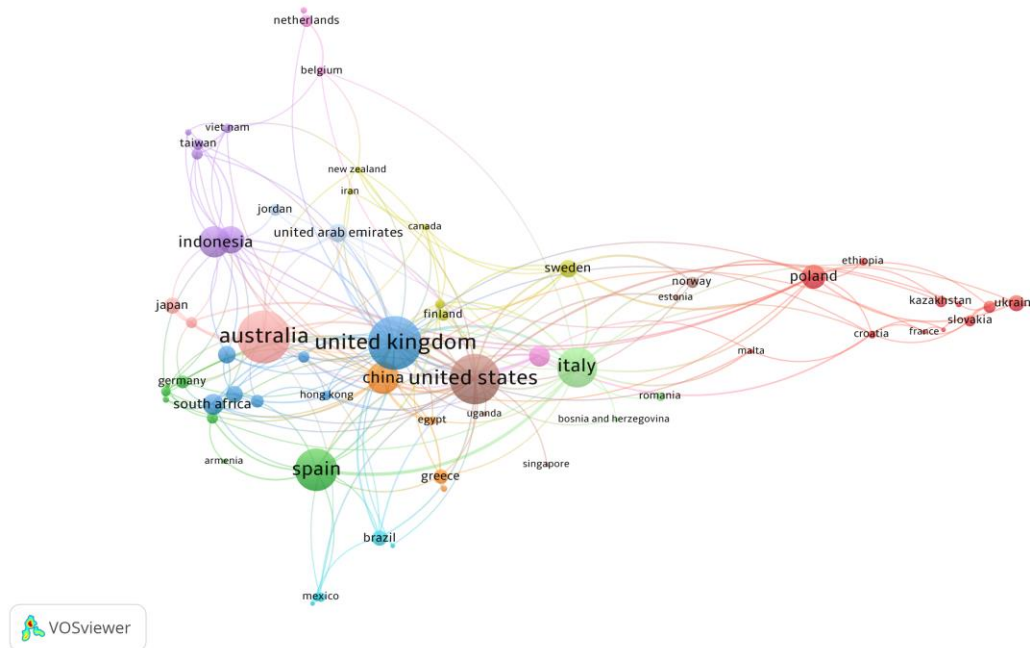 netherlands
belgium
viet nam
taiwan
new zealand
iran
jordan
canada
united arab emirates
indonesia
sweden
ethiopia
poland
norway
estonia
kazakhstan
ukrain
japan
finland
slovakia
france
croatia
australia
united kingdom
malta
italy
china
united states
germany
hong kong
romania
south africa
uganda
egypt
bosnia and herzegovina
armenia
singapore
spain
greece
brazil
mexico
VOSviewer